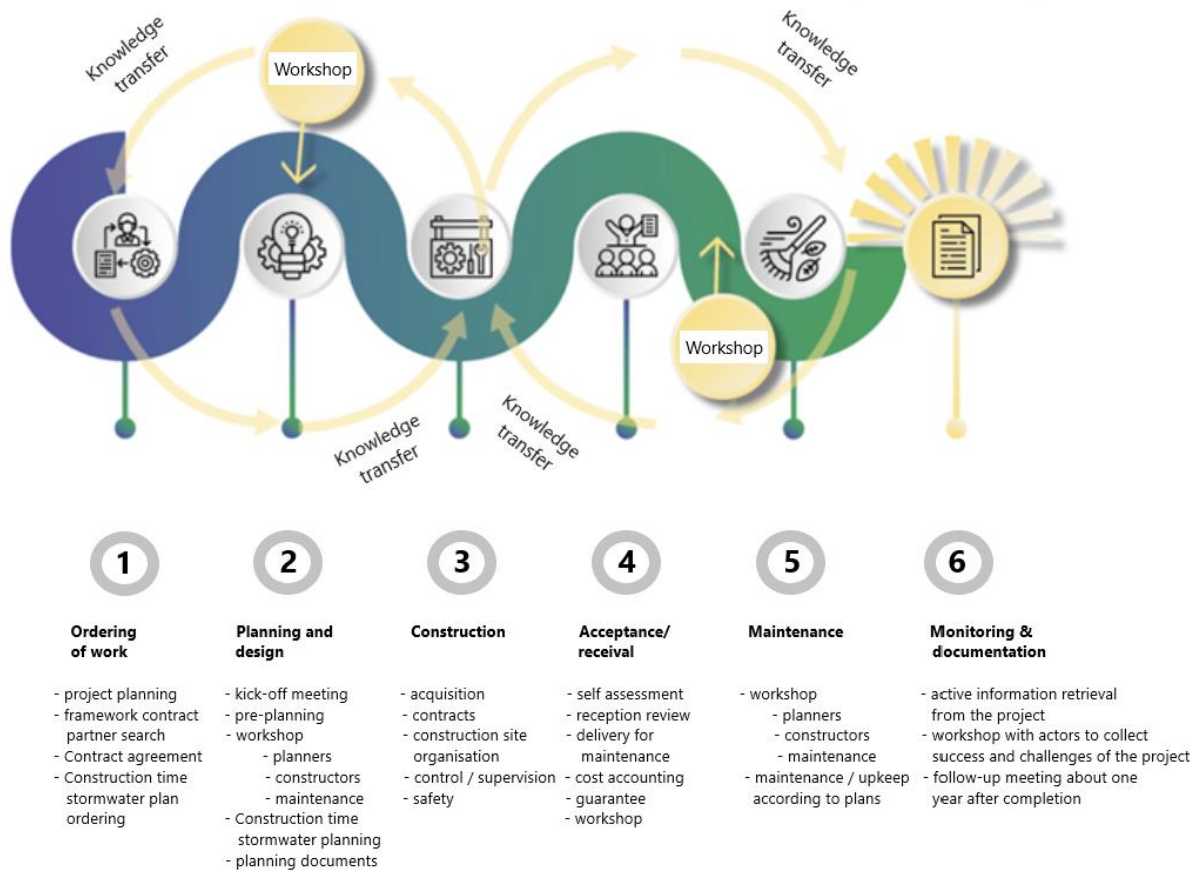 Knowledge
transfer
Workshop
Knowledge
transfer
Workshop
Knowledge
transfer
Knowledge
transfer
1
2
3
4
5
6
Ordering
of work
- project planning
- framework contract
partner search
- Contract agreement
- Construction time
stormwater plan
ordering
Planning and
design
- kick-off meeting
- pre-planning
- workshop
- planners
- constructors
- maintenance
- Construction time
stormwater planning
- planning documents
Construction
- acquisition
- contracts
- construction site
organisation
- control / supervision
- safety
Acceptance/
receival
- self assessment
- reception review
- delivery for
maintenance
- cost accounting
- guarantee
- workshop
Maintenance
- workshop
- planners
- constructors
- maintenance
- maintenance / upkeep
according to plans
Monitoring &
documentation
- active information retrieval
from the project
- workshop with actors to collect
success and challenges of the project
- follow-up meeting about one
year after completion